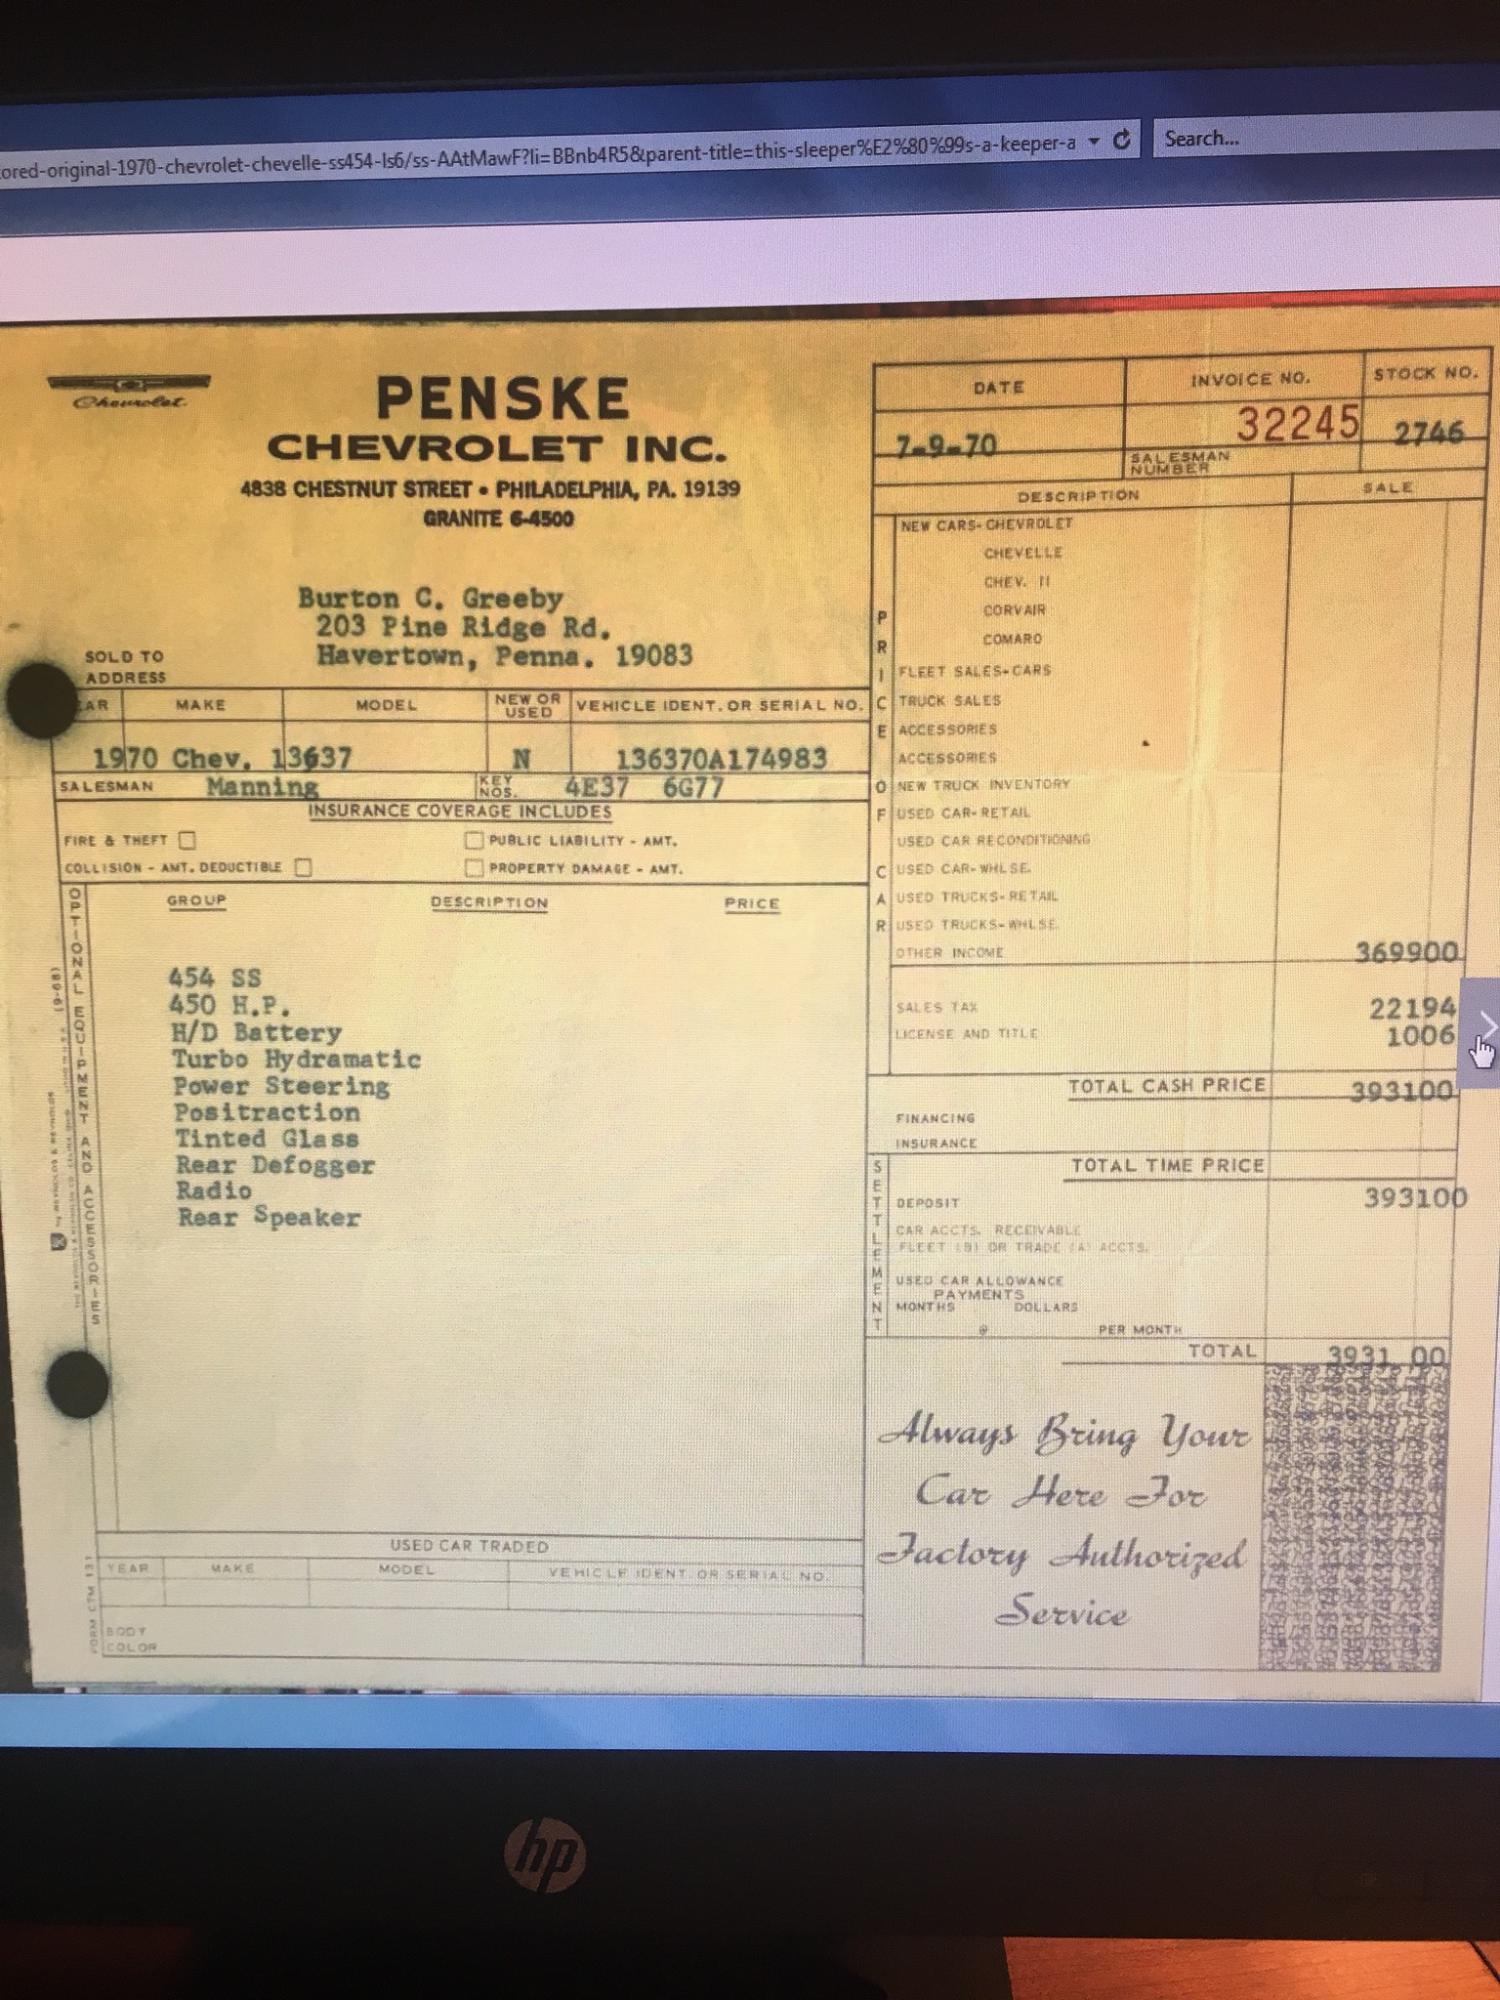 ored-original-1970-chevrolet-chevelle-ss454-ls6/ss-AAtMawF?li=BBnb4R5&parent-title=this-sleeper%E2%80%99s-a-keeper-a
Search...
Chevrolet
PENSKE
CHEVROLET INC.
4838 CHESTNUT STREET • PHILADELPHIA, PA. 19139
GRANITE 6-4500
DATE INVOICE NO. STOCK NO.
7-9-70 32245 2746
SALESMAN NUMBER
SOLD TO
ADDRESS
Burton C. Greeby
203 Pine Ridge Rd.
Havertown, Penna. 19083
AR MAKE MODEL NEW OR USED VEHICLE IDENT. OR SERIAL NO.
1970 Chev. 13637 N 136370A174983
SALESMAN Manning KEY NOS. 4E37 6G77
INSURANCE COVERAGE INCLUDES
FIRE & THEFT PUBLIC LIABILITY - AMT.
COLLISION - AMT. DEDUCTIBLE PROPERTY DAMAGE - AMT.
OPTIONAL EQUIPMENT AND ACCESSORIES
GROUP DESCRIPTION PRICE
454 SS
450 H.P.
H/D Battery
Turbo Hydramatic
Power Steering
Positraction
Tinted Glass
Rear Defogger
Radio
Rear Speaker
USED CAR TRADED
YEAR MAKE MODEL VEHICLE IDENT. OR SERIAL NO.
BODY
COLOR
FORM CTM 131
(9-68)
DESCRIPTION SALE
PRICE OF CAR
NEW CARS- CHEVROLET
CHEVELLE
CHEV. II
CORVAIR
COMARO
FLEET SALES-CARS
TRUCK SALES
ACCESSORIES
ACCESSORIES
NEW TRUCK INVENTORY
USED CAR- RETAIL
USED CAR RECONDITIONING
USED CAR-WHLSE.
USED TRUCKS-RETAIL
USED TRUCKS-WHLSE.
OTHER INCOME 369900
SALES TAX 22194
LICENSE AND TITLE 1006
TOTAL CASH PRICE 393100
FINANCING
INSURANCE
TOTAL TIME PRICE
SETTLEMENT
DEPOSIT 393100
CAR ACCTS. RECEIVABLE
FLEET (B) OR TRADE (A) ACCTS.
USED CAR ALLOWANCE
PAYMENTS
MONTHS DOLLARS
@ PER MONTH
TOTAL 3931 00
Always Bring Your
Car Here For
Factory Authorized
Service
hp